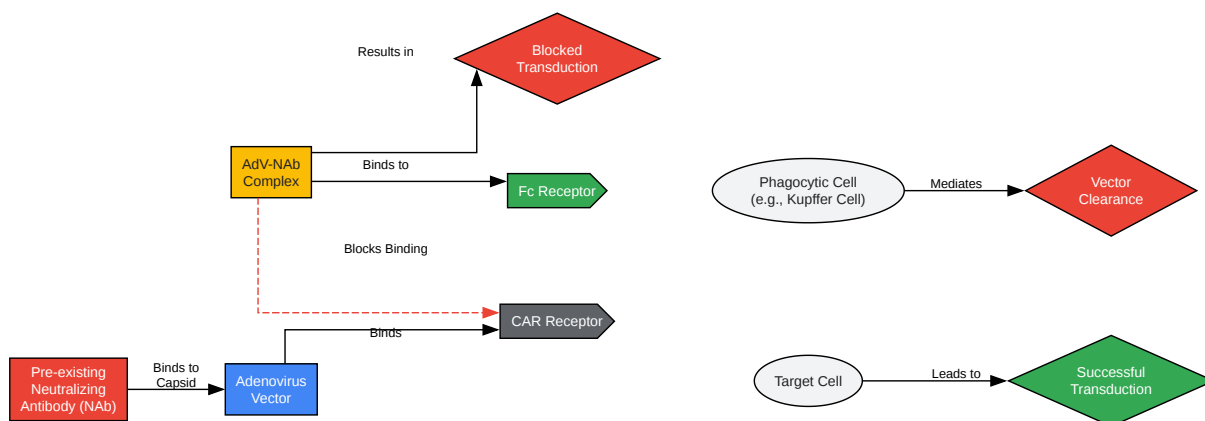 Results in
Blocked
Transduction
AdV-NAb
Complex
Binds to
Fc Receptor
Phagocytic Cell
(e.g., Kupffer Cell)
Mediates
Vector
Clearance
Blocks Binding
CAR Receptor
Binds
Pre-existing
Neutralizing
Antibody (NAb)
Binds to
Capsid
Adenovirus
Vector
Target Cell
Leads to
Successful
Transduction